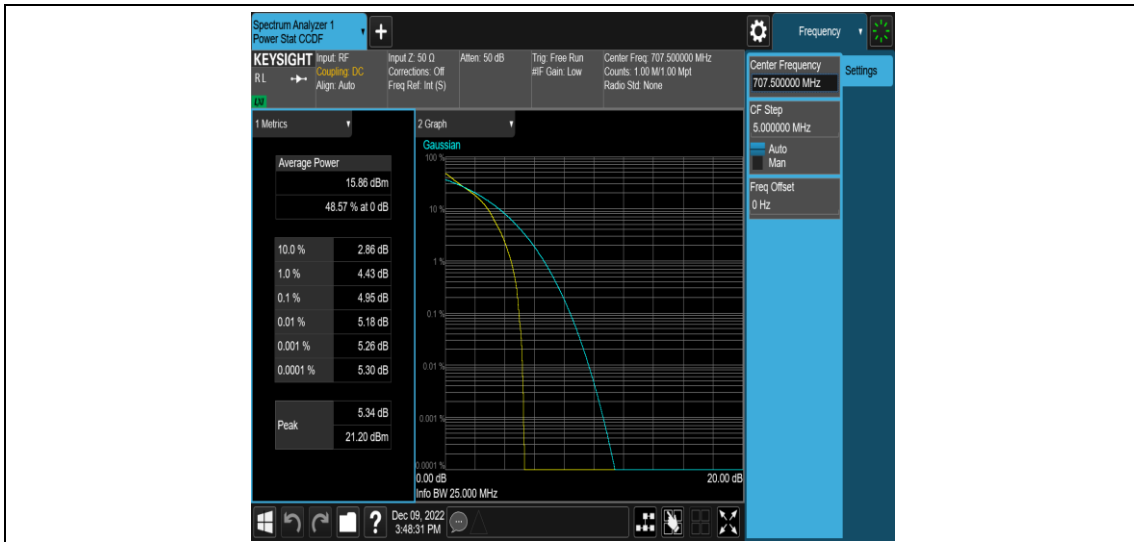 Spectrum Analyzer 1
Power Stat CCDF
+
Frequency
KEYSIGHT
RL
Input: RF
Coupling: DC
Align: Auto
Input Z: 50 Ω
Corrections: Off
Freq Ref: Int (S)
Atten: 50 dB
Trig: Free Run
#IF Gain: Low
Center Freq: 707.500000 MHz
Counts: 1.00 M/1.00 Mpt
Radio Std: None
Center Frequency
707.500000 MHz
Settings
CF Step
5.000000 MHz
Auto
Man
Freq Offset
0 Hz
1 Metrics
Average Power
15.86 dBm
48.57 % at 0 dB
10.0 % 2.86 dB
1.0 % 4.43 dB
0.1 % 4.95 dB
0.01 % 5.18 dB
0.001 % 5.26 dB
0.0001 % 5.30 dB
Peak
5.34 dB
21.20 dBm
2 Graph
Gaussian
100 %
10 %
1 %
0.1 %
0.01 %
0.001 %
0.0001 %
0.00 dB 20.00 dB
Info BW 25.000 MHz
?
Dec 09, 2022
3:48:31 PM